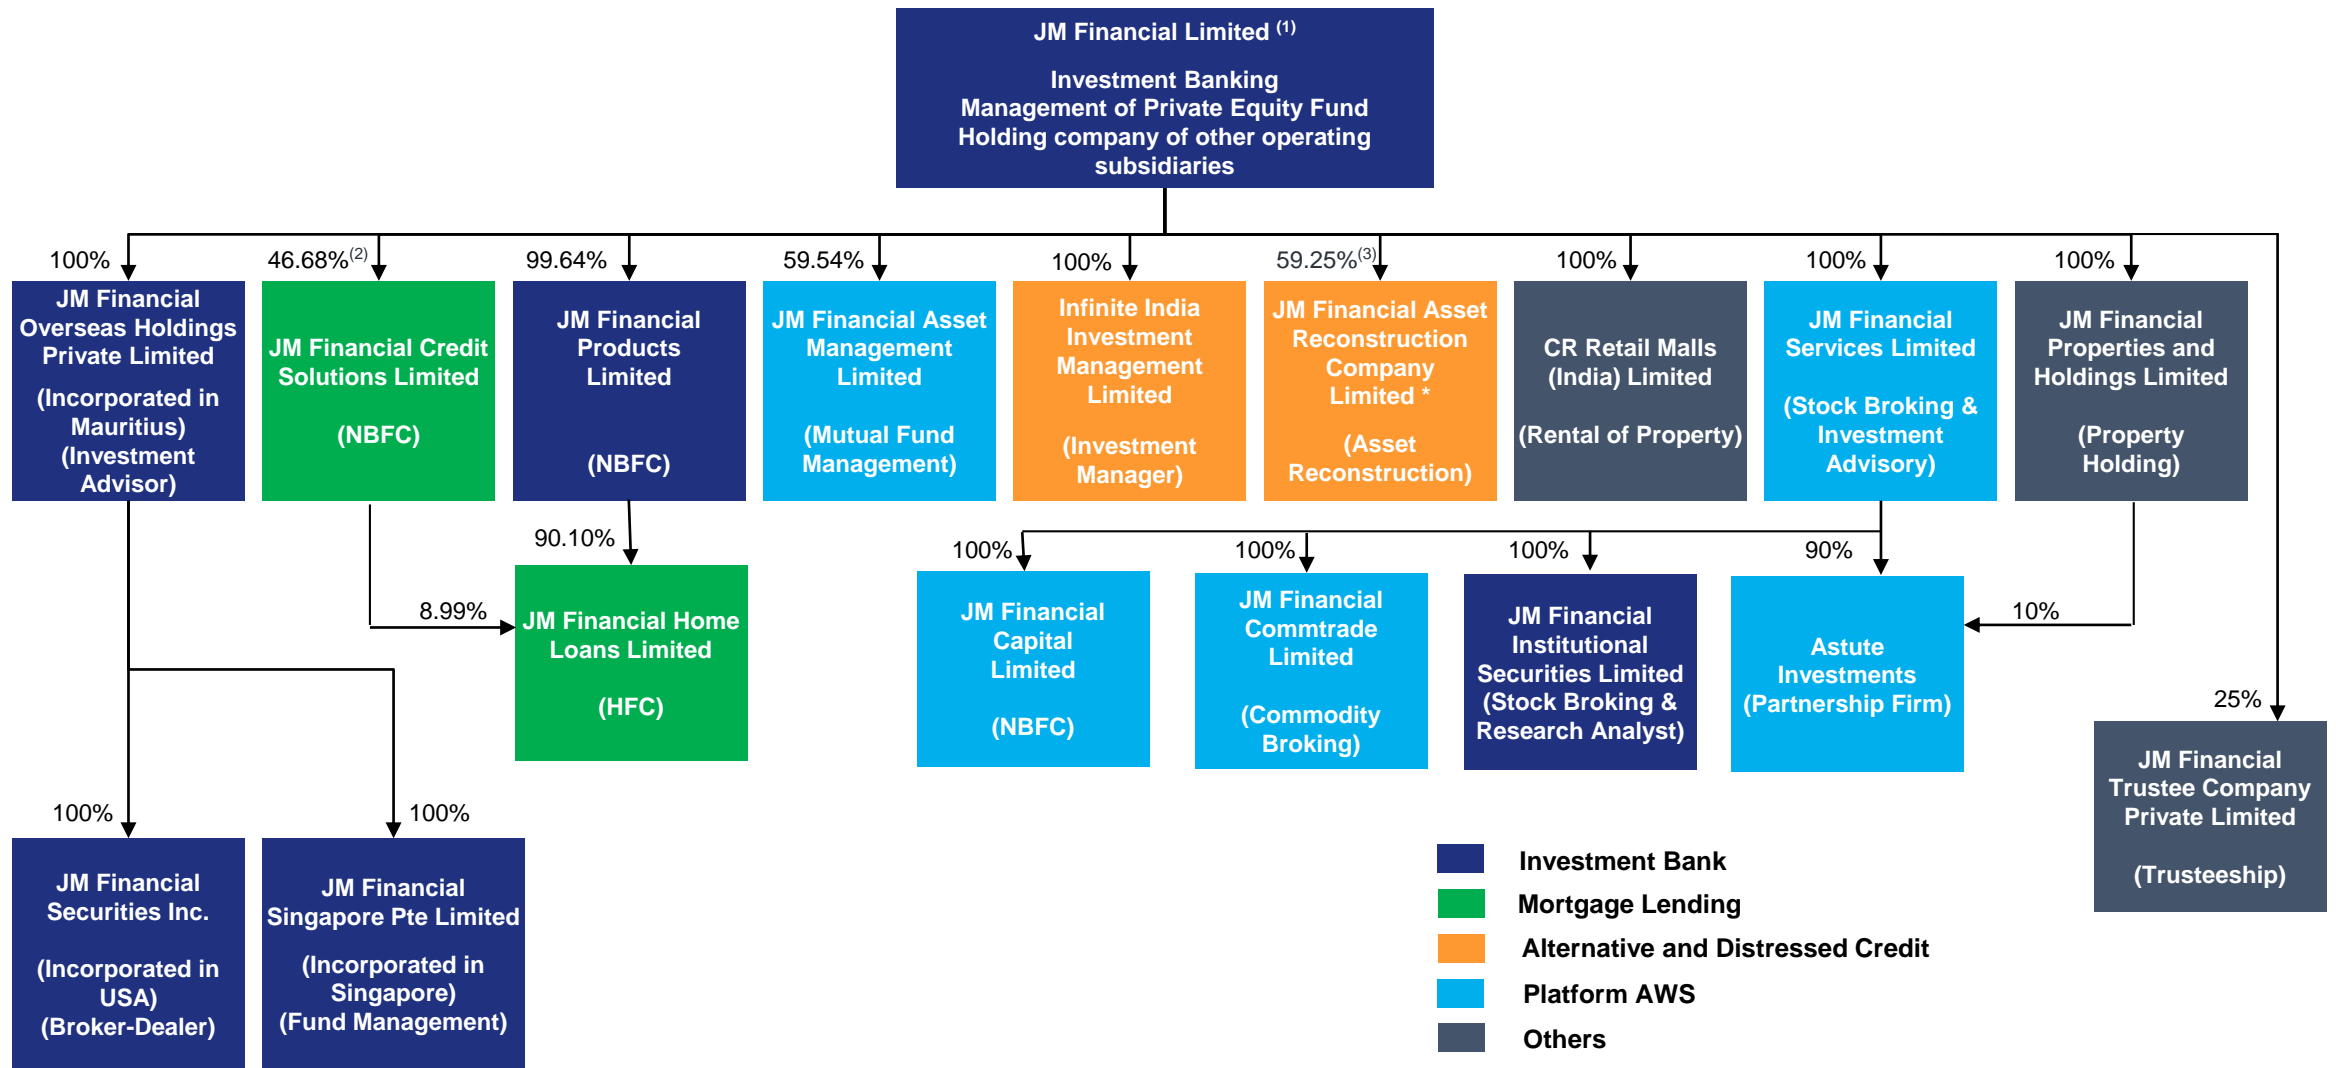 JM Financial Limited (1)
Investment Banking
Management of Private Equity Fund
Holding company of other operating
subsidiaries
100%
46.68%(2)
99.64%
59.54%
100%
59.25%(3)
100%
100%
100%
JM Financial
Overseas Holdings
Private Limited
(Incorporated in
Mauritius)
(Investment
Advisor)
JM Financial Credit
Solutions Limited
(NBFC)
JM Financial
Products
Limited
(NBFC)
JM Financial Asset
Management
Limited
(Mutual Fund
Management)
Infinite India
Investment
Management
Limited
(Investment
Manager)
JM Financial Asset
Reconstruction
Company
Limited *
(Asset
Reconstruction)
CR Retail Malls
(India) Limited
(Rental of Property)
JM Financial
Services Limited
(Stock Broking &
Investment
Advisory)
JM Financial
Properties and
Holdings Limited
(Property
Holding)
90.10%
100%
100%
100%
90%
8.99%
10%
JM Financial Home
Loans Limited
(HFC)
JM Financial
Capital
Limited
(NBFC)
JM Financial
Commtrade
Limited
(Commodity
Broking)
JM Financial
Institutional
Securities Limited
(Stock Broking &
Research Analyst)
Astute
Investments
(Partnership Firm)
25%
JM Financial
Trustee Company
Private Limited
(Trusteeship)
100%
100%
JM Financial
Securities Inc.
(Incorporated in
USA)
(Broker-Dealer)
JM Financial
Singapore Pte Limited
(Incorporated in
Singapore)
(Fund Management)
Investment Bank
Mortgage Lending
Alternative and Distressed Credit
Platform AWS
Others